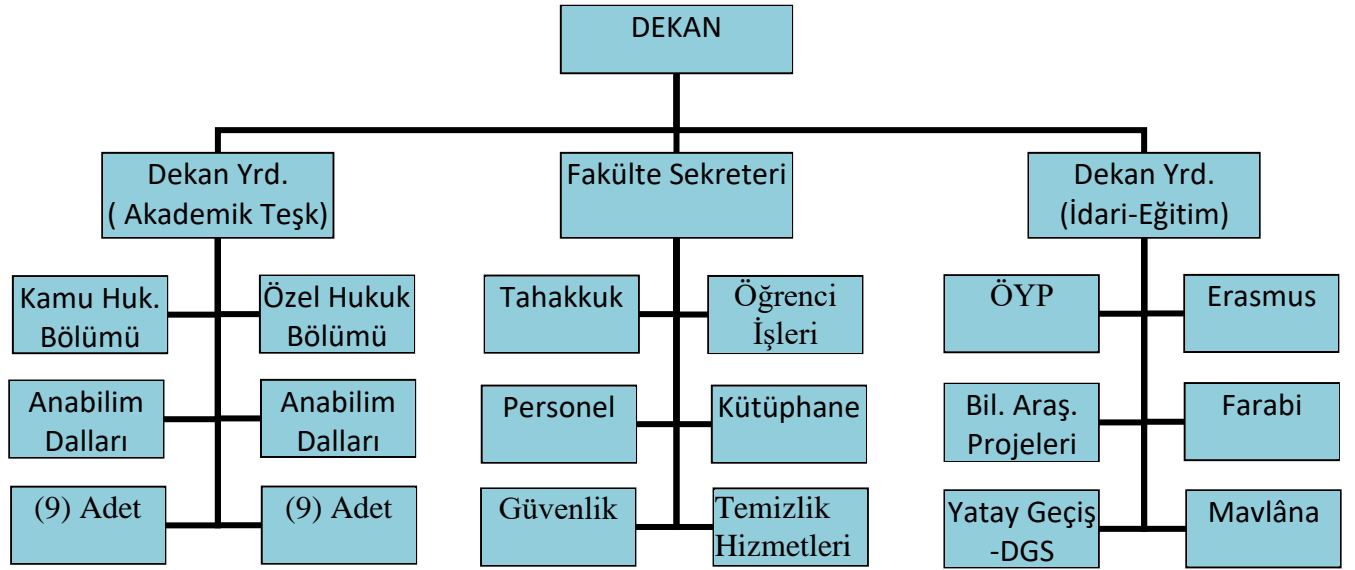 DEKAN
Dekan Yrd.
( Akademik Teşk)
Fakülte Sekreteri
Dekan Yrd.
(İdari-Eğitim)
Kamu Huk.
Bölümü
Özel Hukuk
Bölümü
Tahakkuk
Öğrenci
İşleri
ÖYP
Erasmus
Anabilim
Dalları
Anabilim
Dalları
Personel
Kütüphane
Bil. Araş.
Projeleri
Farabi
(9) Adet
(9) Adet
Güvenlik
Temizlik
Hizmetleri
Yatay Geçiş
-DGS
Mavlâna